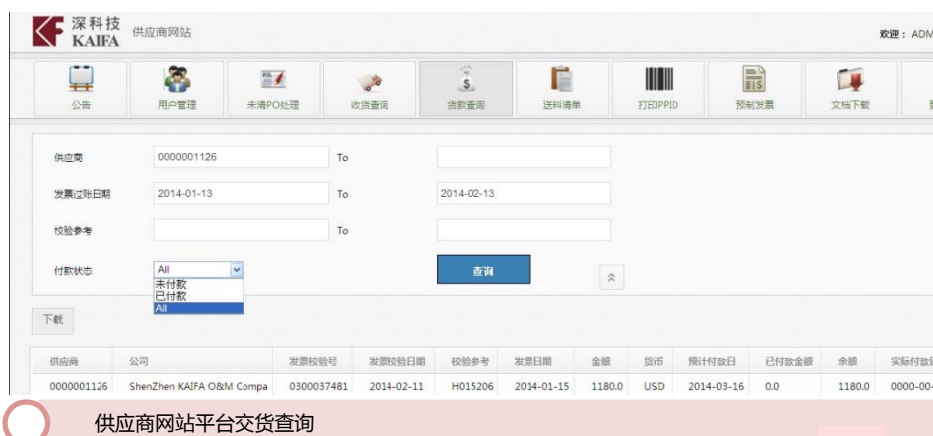 深科技
KAIFA
供应商网站
欢迎： ADM
公告
用户管理
未清PO处理
收货查询
货款查询
送料清单
打印PPID
预制发票
文档下载
供应商
0000001126
To
发票过账日期
2014-01-13
To
2014-02-13
校验参考
To
付款状态
All
查询
未付款
已付款
All
下载
供应商 公司 发票校验号 发票校验日期 校验参考 发票日期 金额 货币 预计付款日 已付款金额 余额 实际付款日
0000001126 ShenZhen KAIFA O&M Compa 0300037481 2014-02-11 H015206 2014-01-15 1180.0 USD 2014-03-16 0.0 1180.0 0000-00-
供应商网站平台交货查询